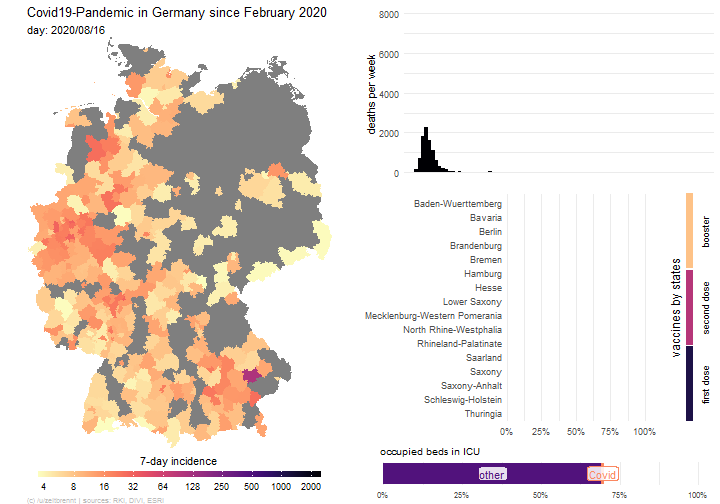 Covid19-Pandemic in Germany since February 2020
day: 2020/08/16
7-day incidence
4 8 16 32 64 128 250 500 1000 2000
(c) /u/zeitbrennt | sources: RKI, DIVI, ESRI
deaths per week
8000
6000
4000
2000
0
Baden-Wuerttemberg
Bavaria
Berlin
Brandenburg
Bremen
Hamburg
Hesse
Lower Saxony
Mecklenburg-Western Pomerania
North Rhine-Westphalia
Rhineland-Palatinate
Saarland
Saxony
Saxony-Anhalt
Schleswig-Holstein
Thuringia
0% 25% 50% 75% 100%
vaccines by states
booster
second dose
first dose
occupied beds in ICU
other Covid
0% 25% 50% 75% 100%